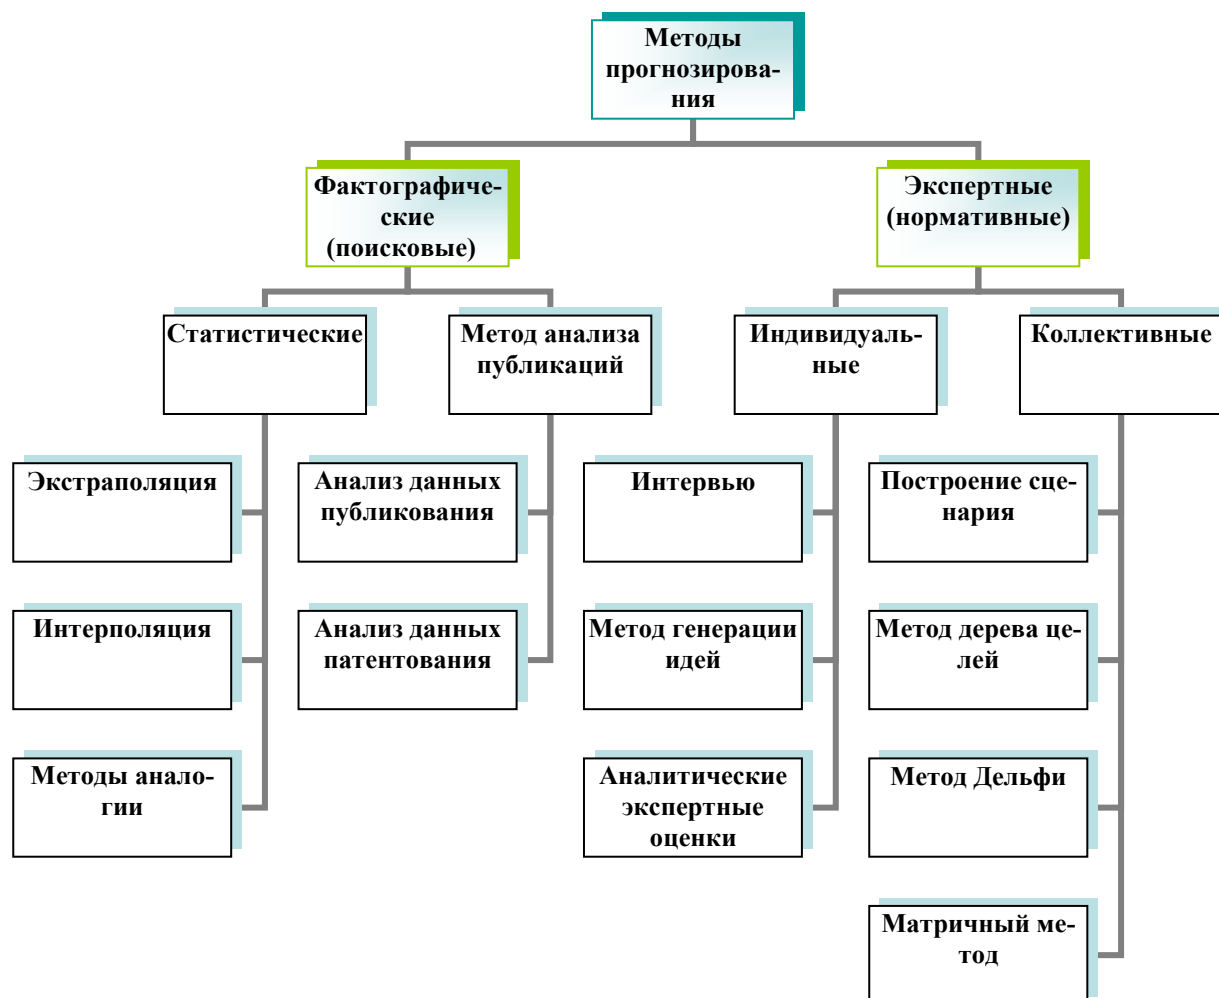 Методы
прогнозирова-
ния
Фактографиче-
ские
(поисковые)
Экспертные
(нормативные)
Статистические
Метод анализа
публикаций
Индивидуаль-
ные
Коллективные
Экстраполяция
Анализ данных
публикования
Интервью
Построение сце-
нария
Интерполяция
Анализ данных
патентования
Метод генерации
идей
Метод дерева це-
лей
Методы анало-
гии
Аналитические
экспертные
оценки
Метод Дельфи
Матричный ме-
тод